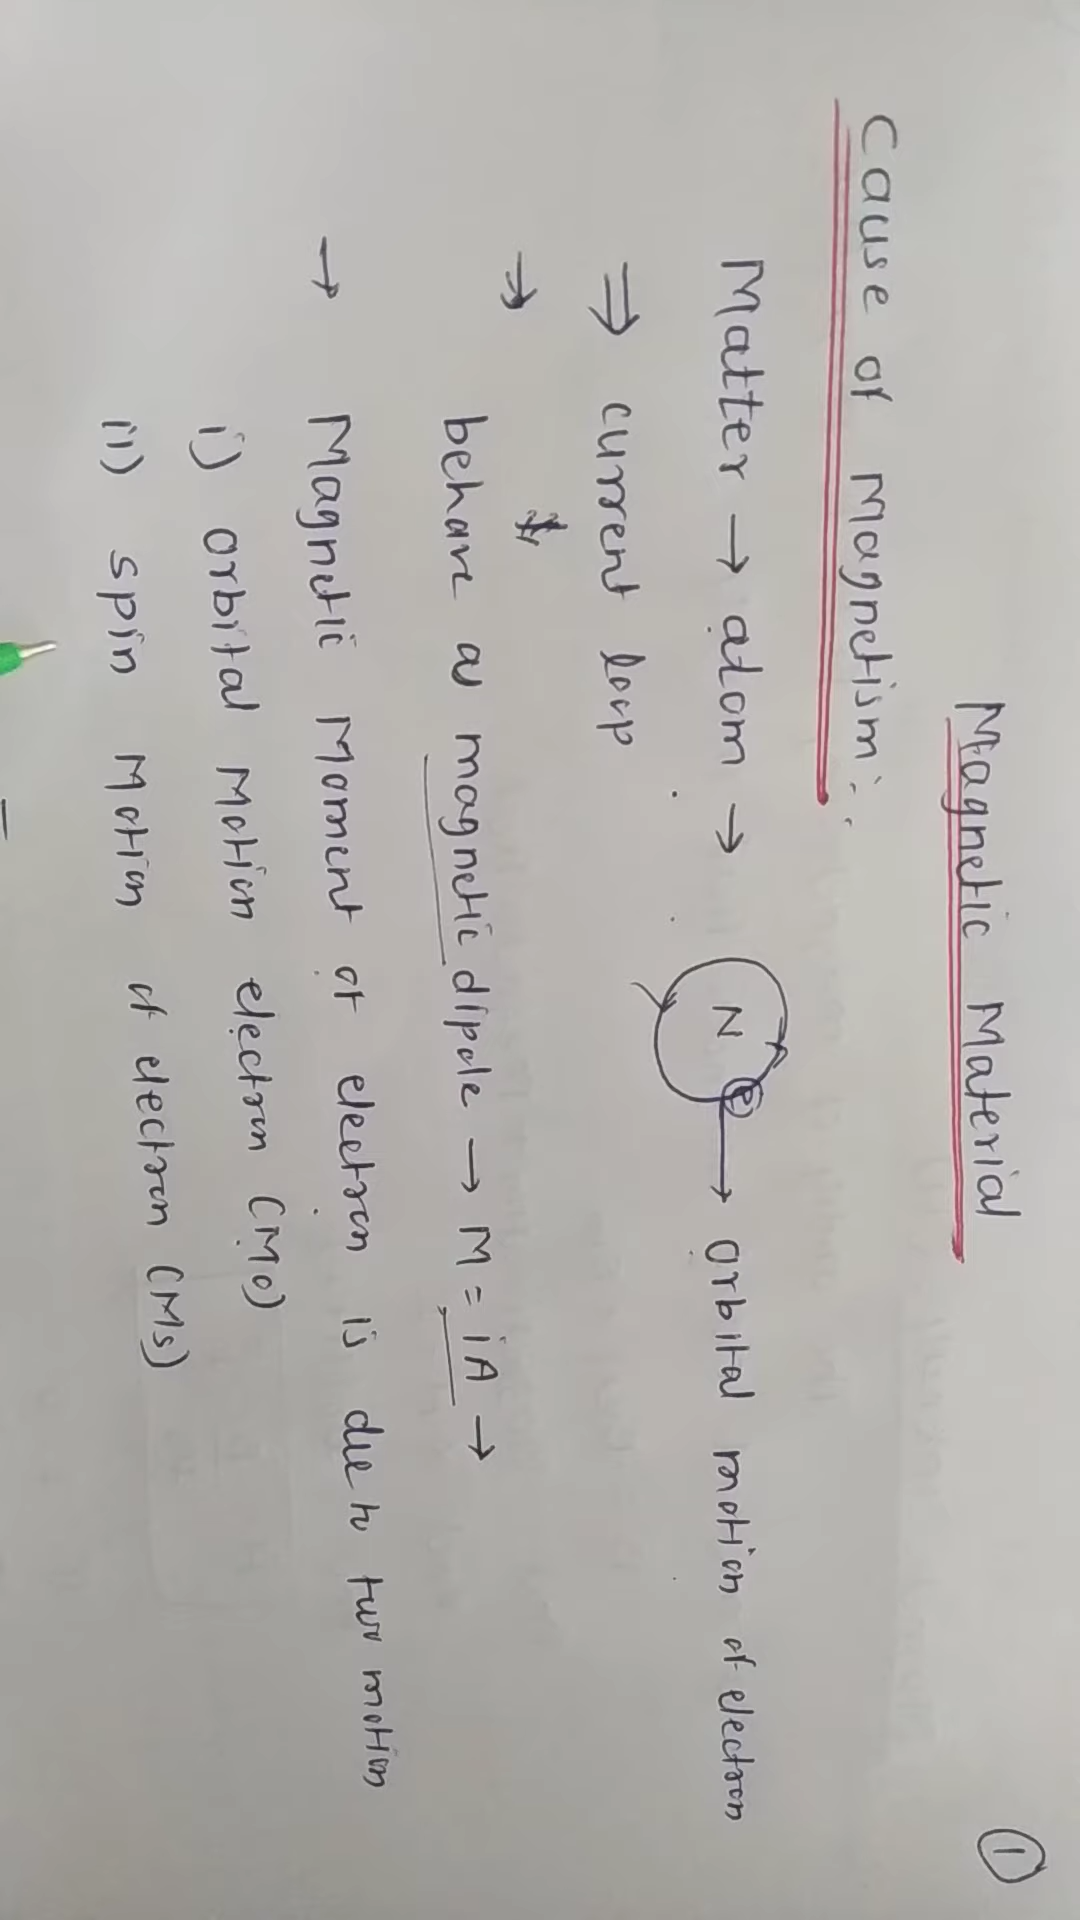 ①
Magnetic Material
Cause of Magnetism:
Matter → atom → N e → orbital motion of electron
⇒ current loop
→
behave as magnetic dipole → M = iA →
→ Magnetic Moment of electron is due to two motion
i) orbital Motion electron (Mo)
ii) spin Motion of electron (Ms)